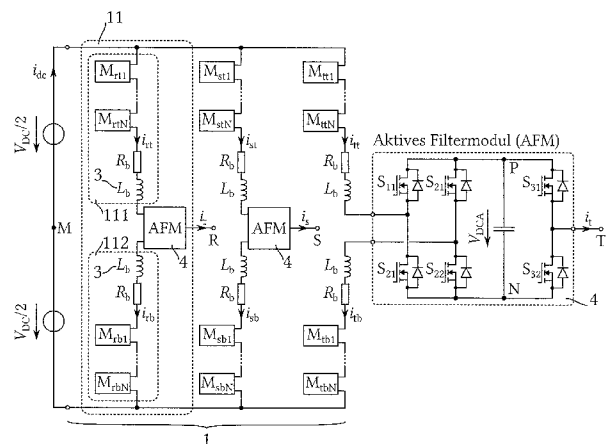 11
3
111
112
3
i_dc
V_DC/2
M
V_DC/2
M_rt1
M_rtN
i_rt
R_b
L_b
AFM
4
i_r
R
L_b
R_b
i_rb
M_rb1
M_rbN
M_st1
M_stN
i_st
R_b
L_b
AFM
4
i_s
S
L_b
R_b
i_sb
M_sb1
M_sbN
M_tt1
M_ttN
i_tt
R_b
L_b
L_b
R_b
i_tb
M_tb1
M_tbN
1
Aktives Filtermodul (AFM)
P
S_11
S_21
S_31
V_DCA
i_t
T
S_21
S_22
S_32
N
4